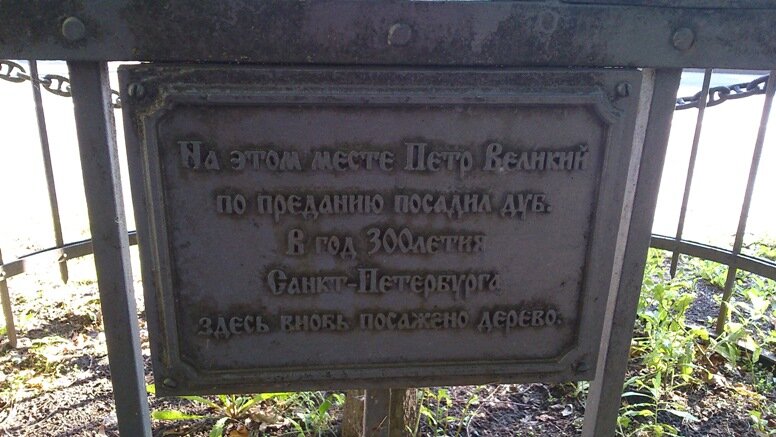 На этом месте Петр Великий
по преданию посадил дуб.
В год 300летия
Санкт-Петербурга
здесь вновь посажено дерево.